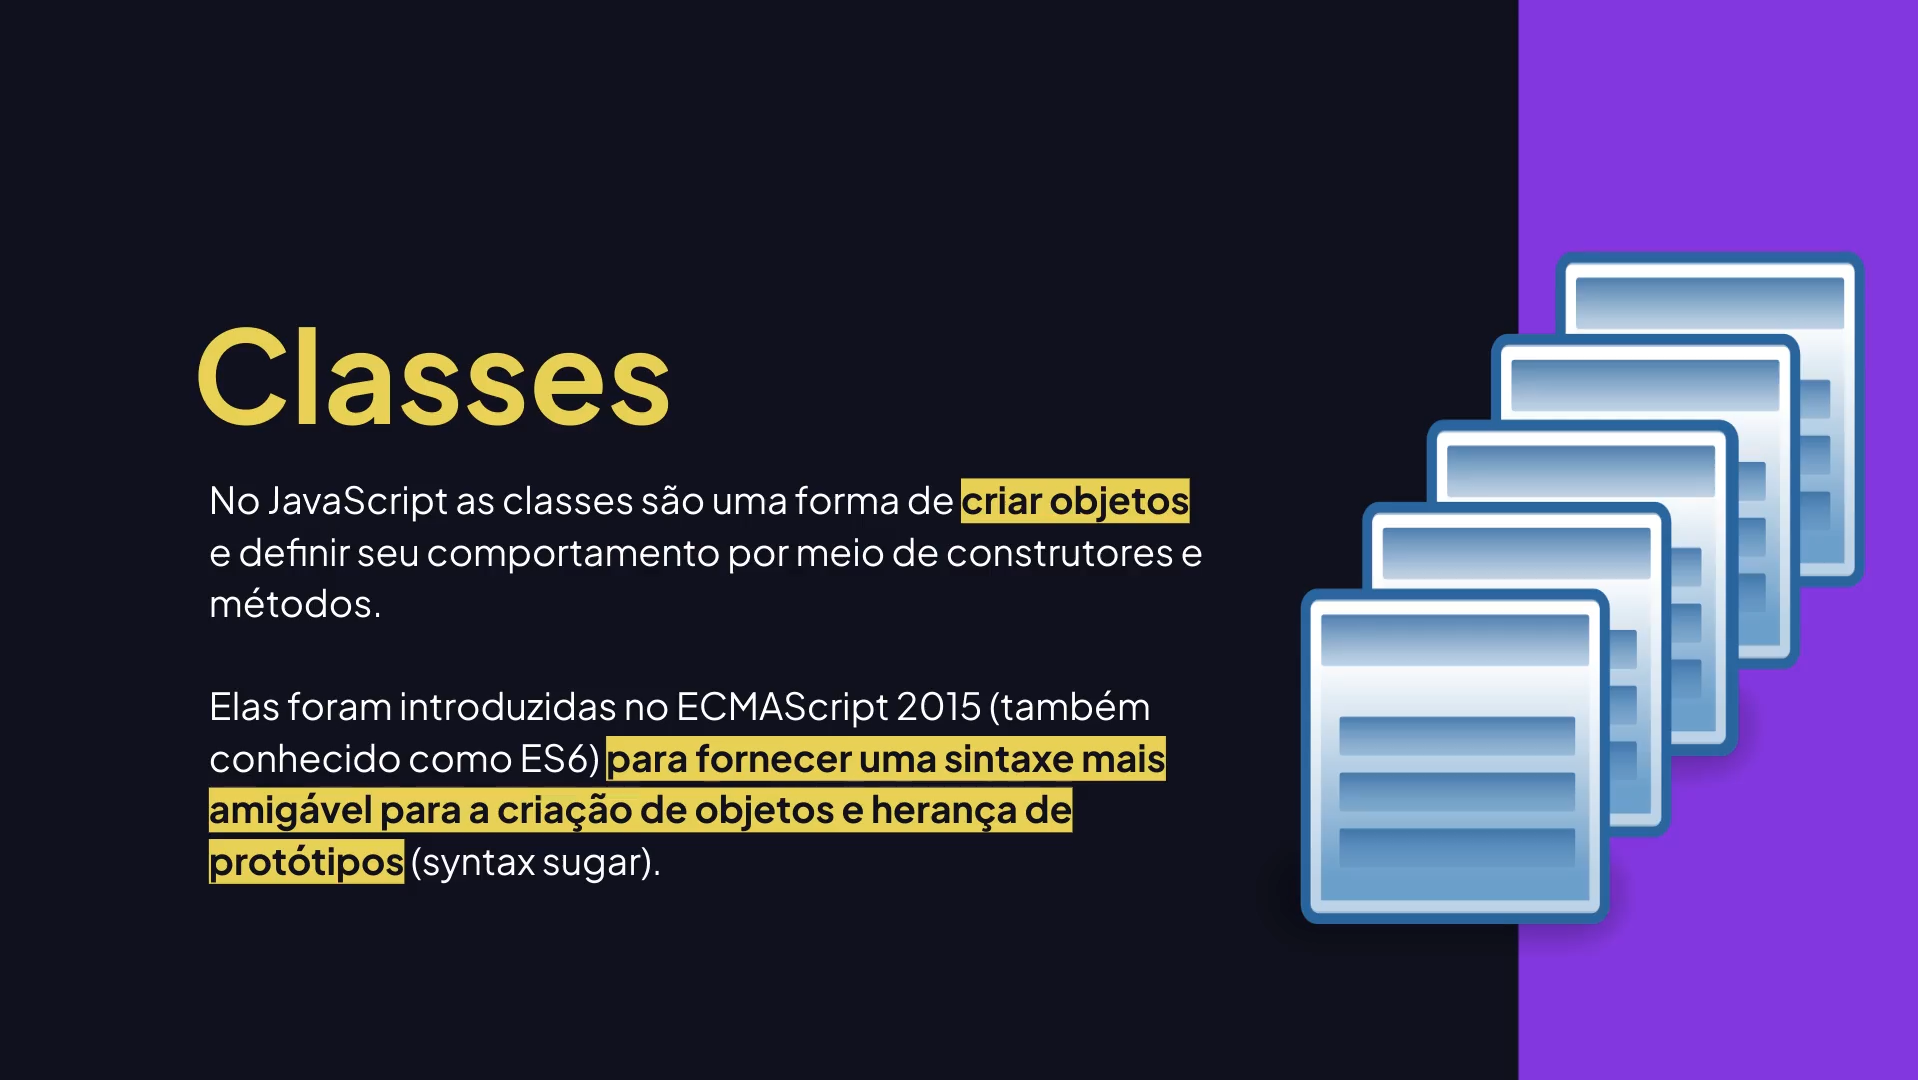 Classes
No JavaScript as classes são uma forma de criar objetos
e definir seu comportamento por meio de construtores e
métodos.
Elas foram introduzidas no ECMAScript 2015 (também
conhecido como ES6) para fornecer uma sintaxe mais
amigável para a criação de objetos e herança de
protótipos (syntax sugar).